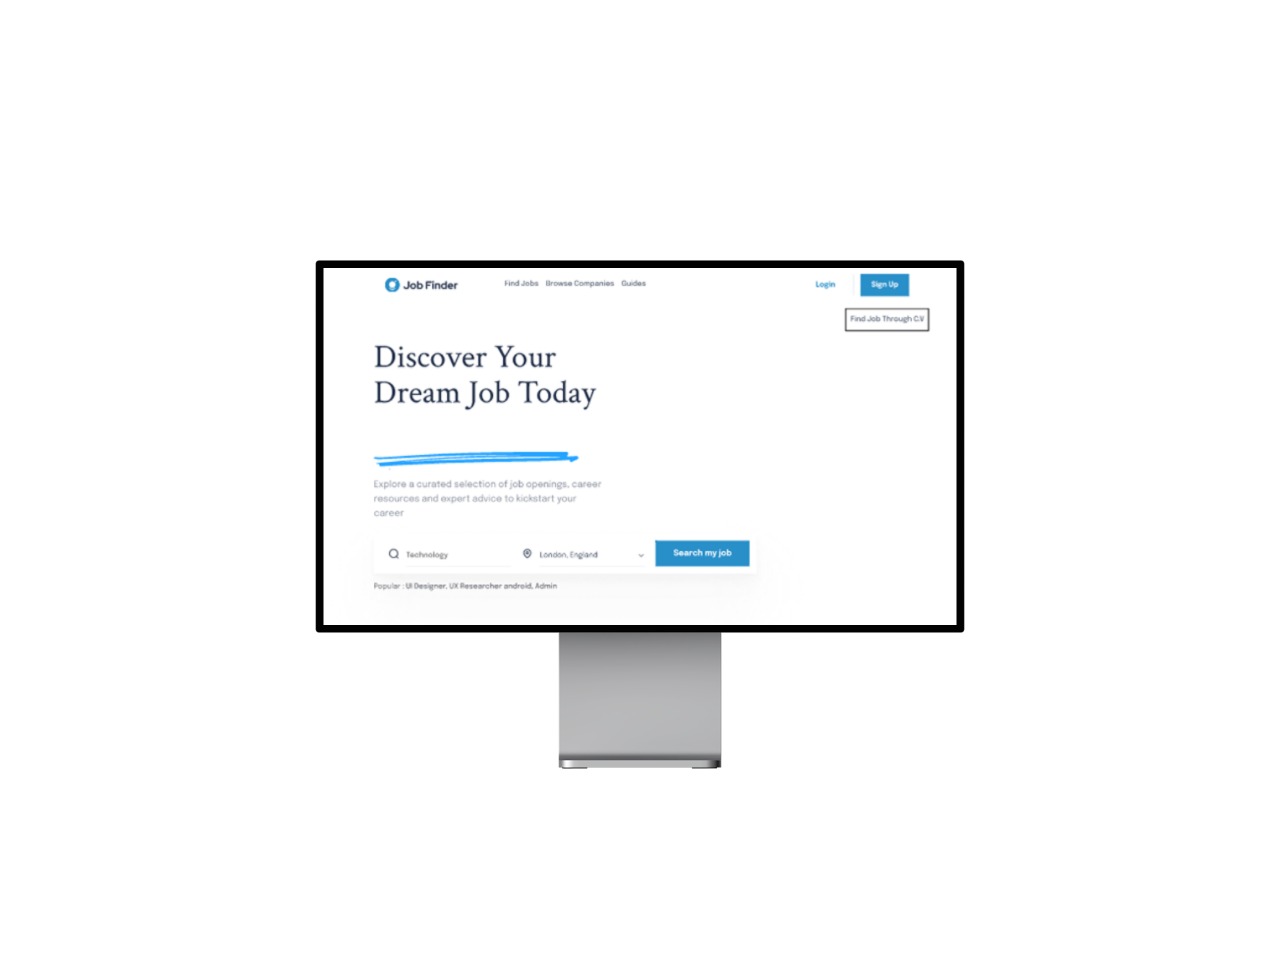 Job Finder
Find Jobs Browse Companies Guides
Login
Sign Up
Find Job Through C.V
Discover Your
Dream Job Today
Explore a curated selection of job openings, career
resources and expert advice to kickstart your
career
Technology
London, England
Search my job
Popular : UI Designer, UX Researcher android, Admin